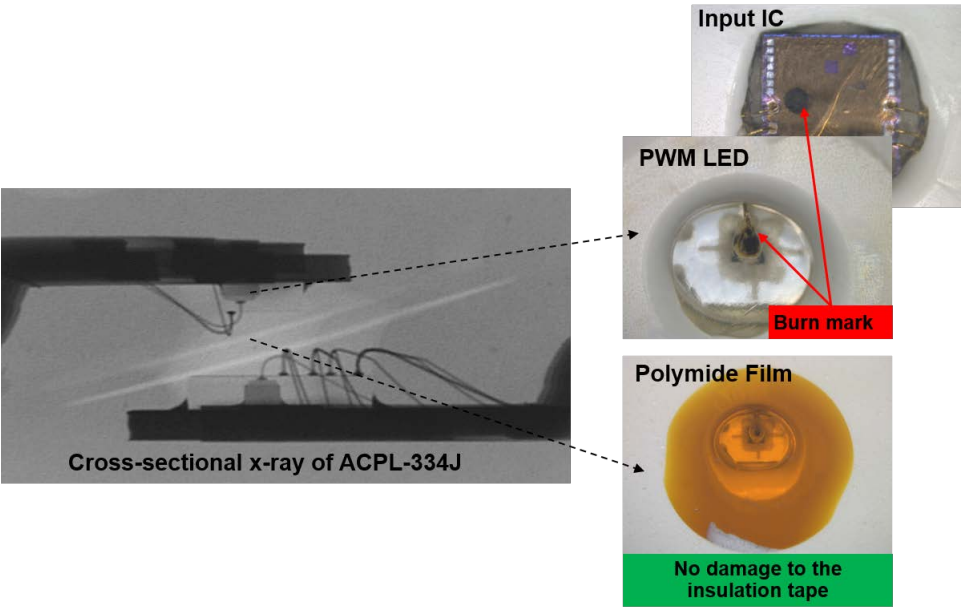 Input IC
PWM LED
Burn mark
Cross-sectional x-ray of ACPL-334J
Polymide Film
No damage to the
insulation tape